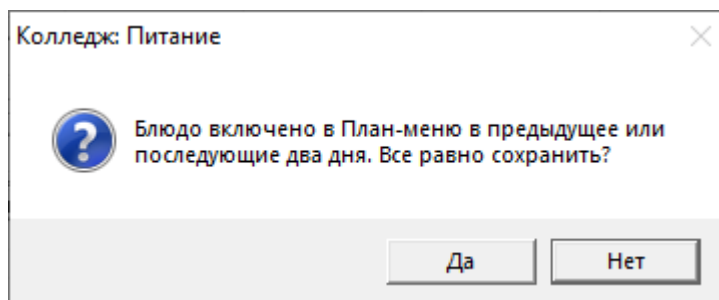 Колледж: Питание
Блюдо включено в План-меню в предыдущее или
последующие два дня. Все равно сохранить?
Да
Нет